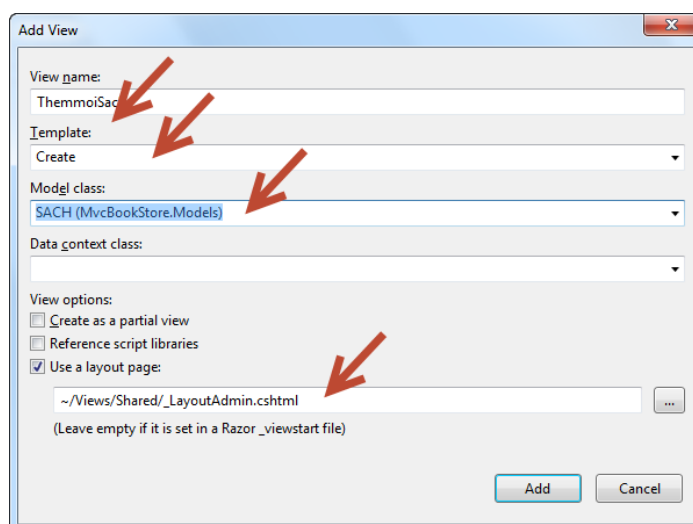 Add View
View name:
ThemmoiSac
Template:
Create
Model class:
SACH (MvcBookStore.Models)
Data context class:
View options:
Create as a partial view
Reference script libraries
Use a layout page:
~/Views/Shared/_LayoutAdmin.cshtml
...
(Leave empty if it is set in a Razor _viewstart file)
Add
Cancel